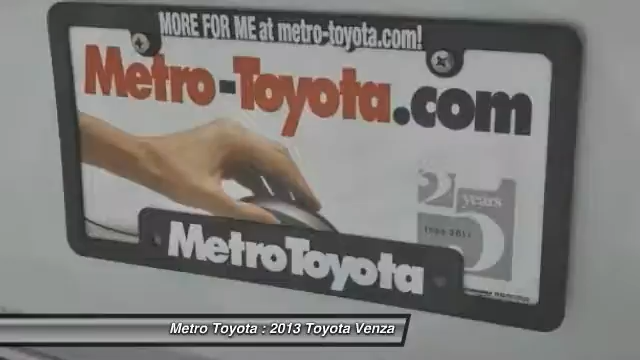 MORE FOR ME at metro-toyota.com!
Metro-Toyota.com
25 years
MetroToyota
Metro Toyota : 2013 Toyota Venza